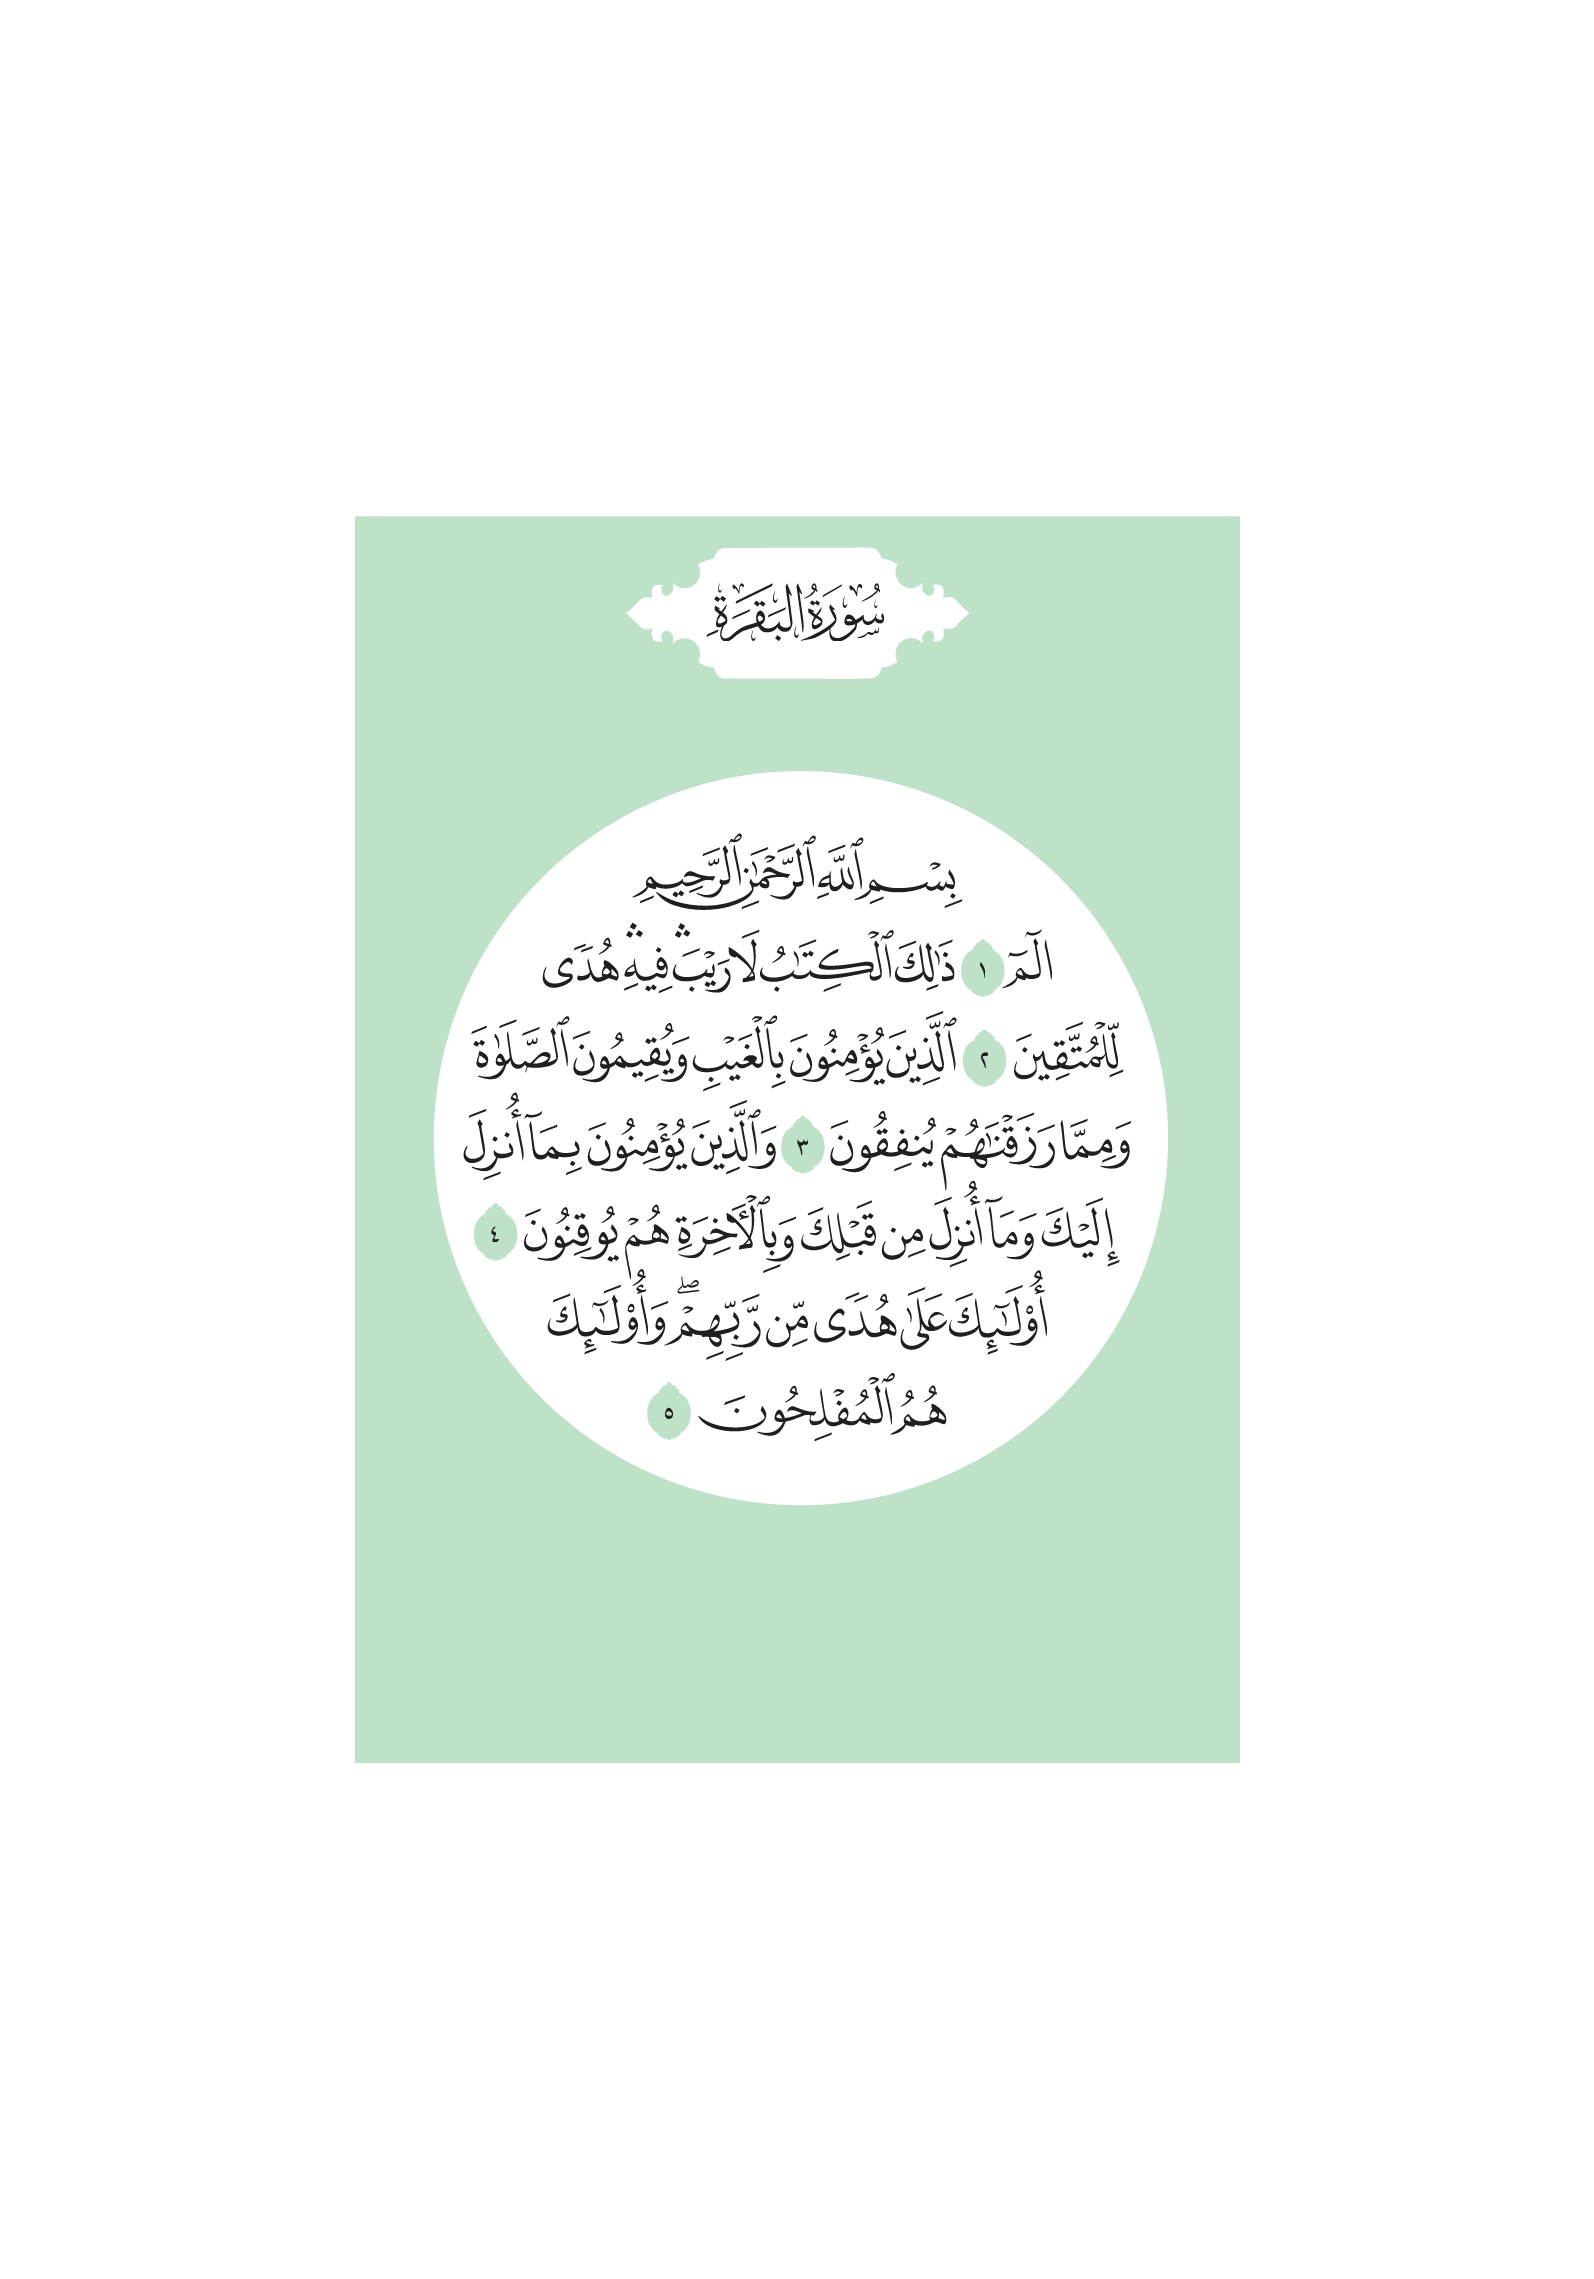 سُورَةُ البَقَرَةِ
بِسْمِ ٱللَّهِ ٱلرَّحْمَٰنِ ٱلرَّحِيمِ
الٓمٓ ١ ذَٰلِكَ ٱلْكِتَٰبُ لَا رَيْبَ ۛ فِيهِ ۛ هُدًى
لِّلْمُتَّقِينَ ٢ ٱلَّذِينَ يُؤْمِنُونَ بِٱلْغَيْبِ وَيُقِيمُونَ ٱلصَّلَوٰةَ
وَمِمَّا رَزَقْنَٰهُمْ يُنفِقُونَ ٣ وَٱلَّذِينَ يُؤْمِنُونَ بِمَآ أُنزِلَ
إِلَيْكَ وَمَآ أُنزِلَ مِن قَبْلِكَ وَبِٱلْأَخِرَةِ هُمْ يُوقِنُونَ ٤
أُوْلَٰٓئِكَ عَلَىٰ هُدًى مِّن رَّبِّهِمْ ۖ وَأُوْلَٰٓئِكَ
هُمُ ٱلْمُفْلِحُونَ ٥